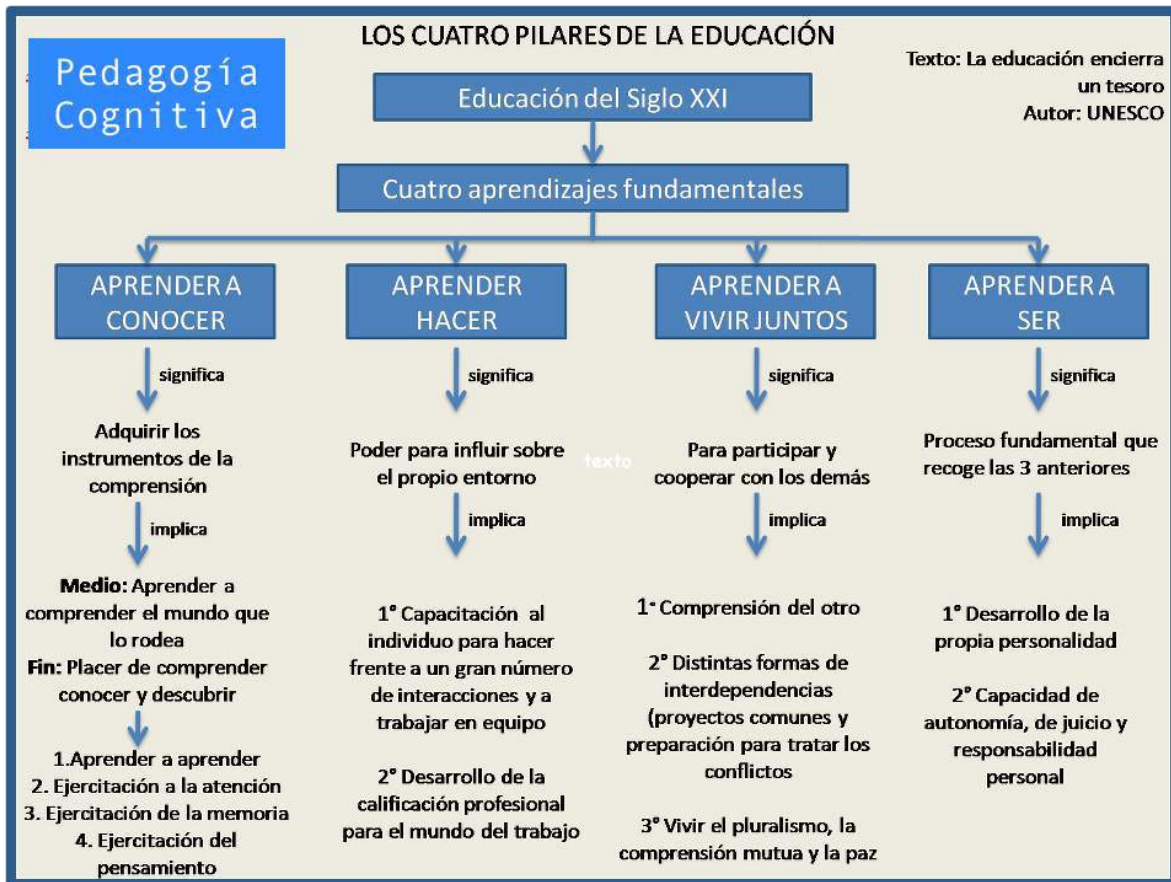 LOS CUATRO PILARES DE LA EDUCACIÓN
Pedagogía
Cognitiva
Texto: La educación encierra
un tesoro
Autor: UNESCO
Educación del Siglo XXI
Cuatro aprendizajes fundamentales
APRENDER A
CONOCER
significa
Adquirir los
instrumentos de la
comprensión
implica
Medio: Aprender a
comprender el mundo que
lo rodea
Fin: Placer de comprender
conocer y descubrir
1.Aprender a aprender
2. Ejercitación a la atención
3. Ejercitación de la memoria
4. Ejercitación del
pensamiento
APRENDER
HACER
significa
Poder para influir sobre
el propio entorno
implica
1° Capacitación al
individuo para hacer
frente a un gran número
de interacciones y a
trabajar en equipo
2° Desarrollo de la
calificación profesional
para el mundo del trabajo
texto
APRENDER A
VIVIR JUNTOS
significa
Para participar y
cooperar con los demás
implica
1° Comprensión del otro
2° Distintas formas de
interdependencias
(proyectos comunes y
preparación para tratar los
conflictos
3° Vivir el pluralismo, la
comprensión mutua y la paz
APRENDER A
SER
significa
Proceso fundamental que
recoge las 3 anteriores
implica
1° Desarrollo de la
propia personalidad
2° Capacidad de
autonomía, de juicio y
responsabilidad
personal